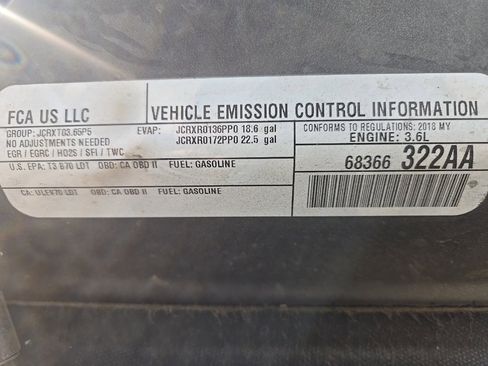 FCA US LLC
VEHICLE EMISSION CONTROL INFORMATION
GROUP: JCRXT03.65P5
NO ADJUSTMENTS NEEDED
EGR / EGRC / HO2S / SFI / TWC
EVAP: JCRXR0136PP0 18.6 gal
JCRXR0172PP0 22.5 gal
CONFORMS TO REGULATIONS: 2018 MY
ENGINE: 3.6L
U.S. EPA: T3 B70 LDT OBD: CA OBD II FUEL: GASOLINE
68366 322AA
CA: ULEV70 LDT OBD: CA OBD II FUEL: GASOLINE